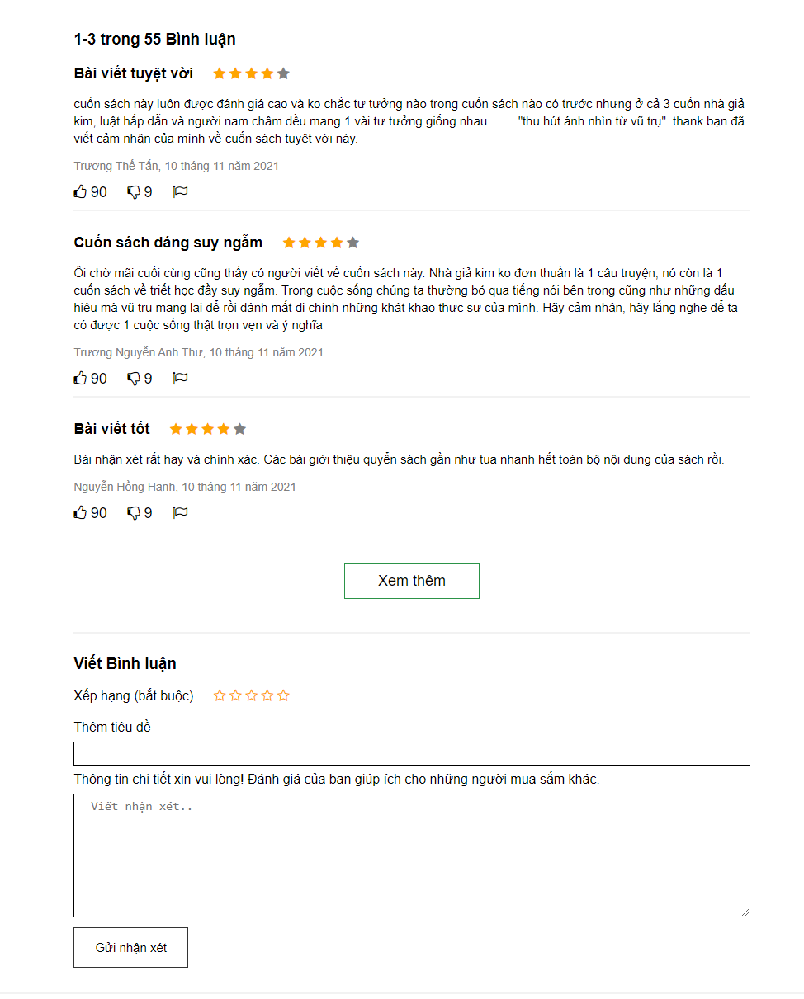 1-3 trong 55 Bình luận
Bài viết tuyệt vời
cuốn sách này luôn được đánh giá cao và ko chắc tư tưởng nào trong cuốn sách nào có trước nhưng ở cả 3 cuốn nhà giả
kim, luật hấp dẫn và người nam châm dều mang 1 vài tư tưởng giống nhau........."thu hút ánh nhìn từ vũ trụ". thank bạn đã
viết cảm nhận của mình về cuốn sách tuyệt vời này.
Trương Thế Tấn, 10 tháng 11 năm 2021
90 9
Cuốn sách đáng suy ngẫm
Ôi chờ mãi cuối cùng cũng thấy có người viết về cuốn sách này. Nhà giả kim ko đơn thuần là 1 câu truyện, nó còn là 1
cuốn sách về triết học đầy suy ngẫm. Trong cuộc sống chúng ta thường bỏ qua tiếng nói bên trong cũng như những dấu
hiệu mà vũ trụ mang lại để rồi đánh mất đi chính những khát khao thực sự của mình. Hãy cảm nhận, hãy lắng nghe để ta
có được 1 cuộc sống thật trọn vẹn và ý nghĩa
Trương Nguyễn Anh Thư, 10 tháng 11 năm 2021
90 9
Bài viết tốt
Bài nhận xét rất hay và chính xác. Các bài giới thiệu quyển sách gần như tua nhanh hết toàn bộ nội dung của sách rồi.
Nguyễn Hồng Hạnh, 10 tháng 11 năm 2021
90 9
Xem thêm
Viết Bình luận
Xếp hạng (bắt buộc)
Thêm tiêu đề
Thông tin chi tiết xin vui lòng! Đánh giá của bạn giúp ích cho những người mua sắm khác.
Viết nhận xét..
Gửi nhận xét